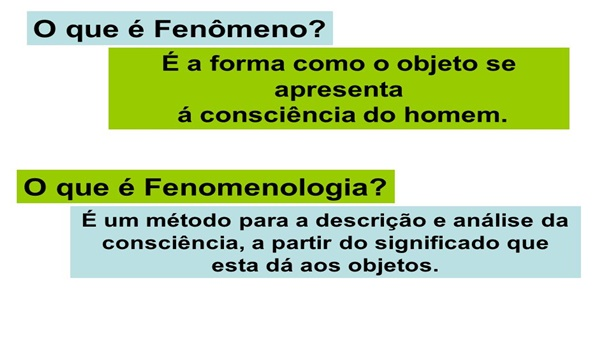 O que é Fenômeno?
É a forma como o objeto se
apresenta
á consciência do homem.
O que é Fenomenologia?
É um método para a descrição e análise da
consciência, a partir do significado que
esta dá aos objetos.